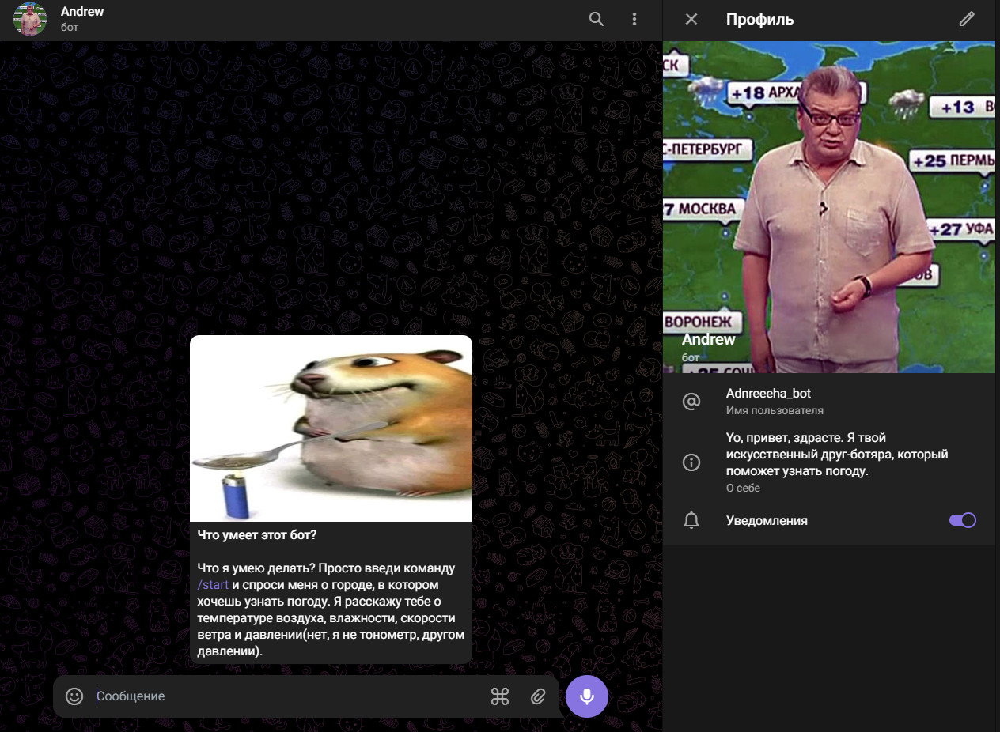 Andrew
бот
Что умеет этот бот?
Что я умею делать? Просто введи команду
/start и спроси меня о городе, в котором
хочешь узнать погоду. Я расскажу тебе о
температуре воздуха, влажности, скорости
ветра и давлении(нет, я не тонометр, другом
давлении).
Сообщение
Профиль
СК
+18 АРХА
+13 В
С-ПЕТЕРБУРГ
+25 ПЕРМЬ
7 МОСКВА
+27 УФА
ОВ
ВОРОНЕЖ
Andrew
бот
Adnreeeha_bot
Имя пользователя
Yo, привет, здрасте. Я твой
искусственный друг-ботяра, который
поможет узнать погоду.
О себе
Уведомления